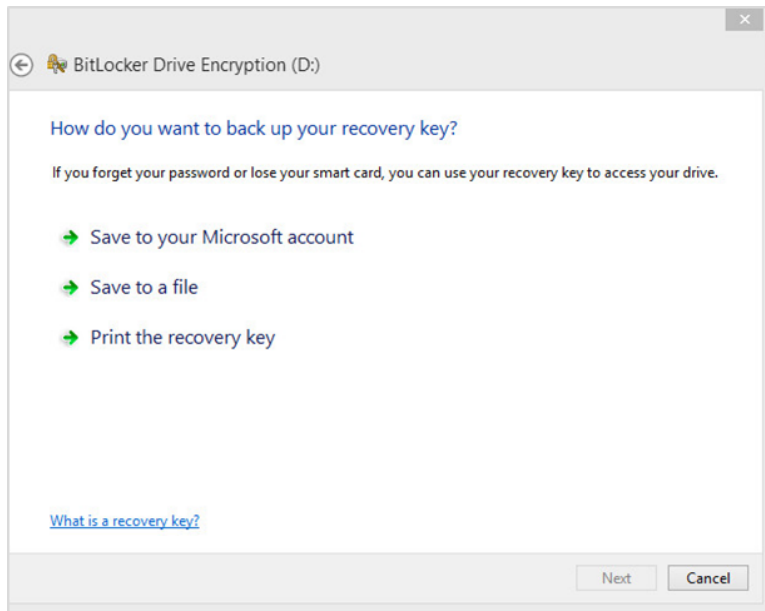 BitLocker Drive Encryption (D:)
How do you want to back up your recovery key?
If you forget your password or lose your smart card, you can use your recovery key to access your drive.
Save to your Microsoft account
Save to a file
Print the recovery key
What is a recovery key?
Next
Cancel